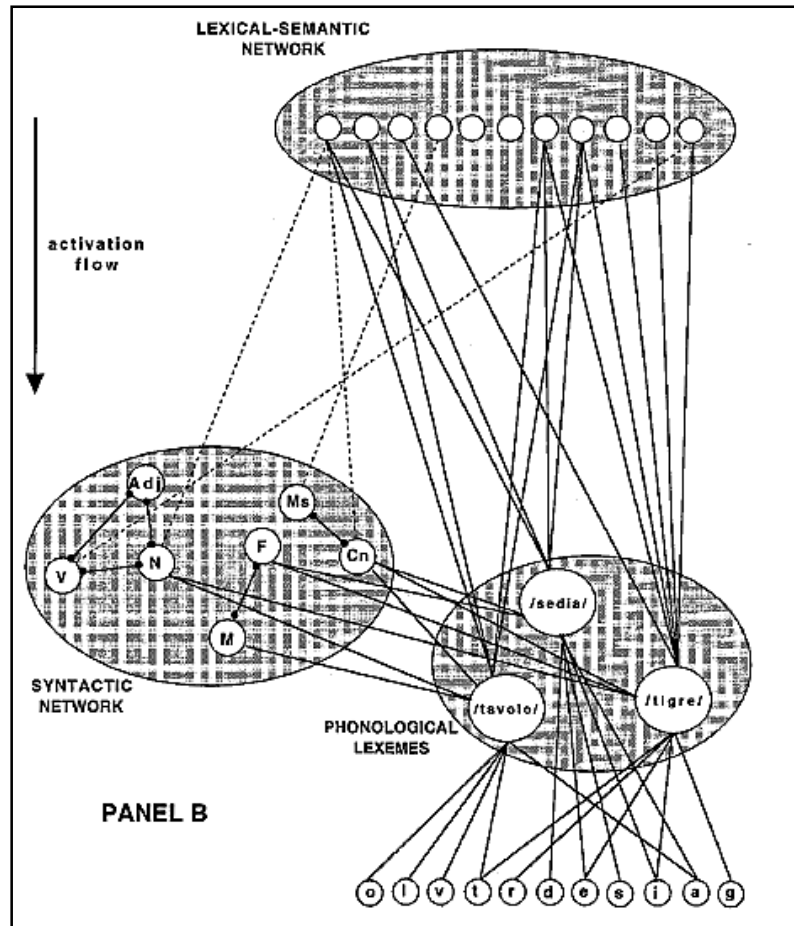 LEXICAL-SEMANTIC
NETWORK
activation
flow
Adj
Ms
F
Cn
V
N
M
/sedia/
SYNTACTIC
NETWORK
/tavolo/
/tigre/
PHONOLOGICAL
LEXEMES
PANEL B
o l v t r d e s i a g